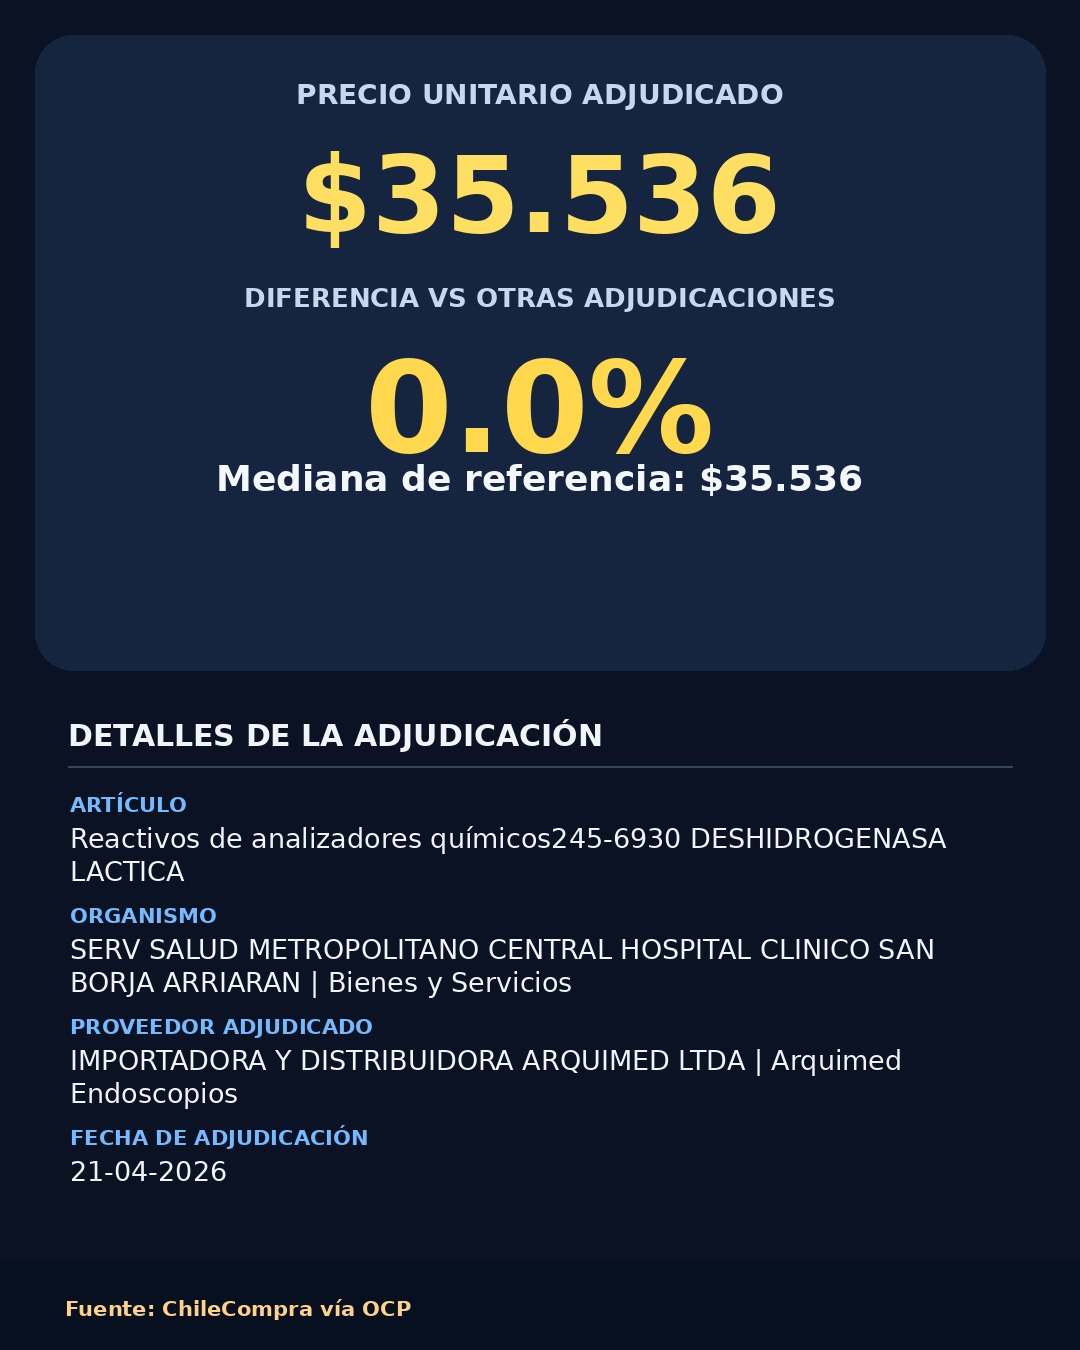 PRECIO UNITARIO ADJUDICADO
$35.536
DIFERENCIA VS OTRAS ADJUDICACIONES
0.0%
Mediana de referencia: $35.536
DETALLES DE LA ADJUDICACIÓN
ARTÍCULO
Reactivos de analizadores químicos245-6930 DESHIDROGENASA
LACTICA
ORGANISMO
SERV SALUD METROPOLITANO CENTRAL HOSPITAL CLINICO SAN
BORJA ARRIARAN | Bienes y Servicios
PROVEEDOR ADJUDICADO
IMPORTADORA Y DISTRIBUIDORA ARQUIMED LTDA | Arquimed
Endoscopios
FECHA DE ADJUDICACIÓN
21-04-2026
Fuente: ChileCompra vía OCP